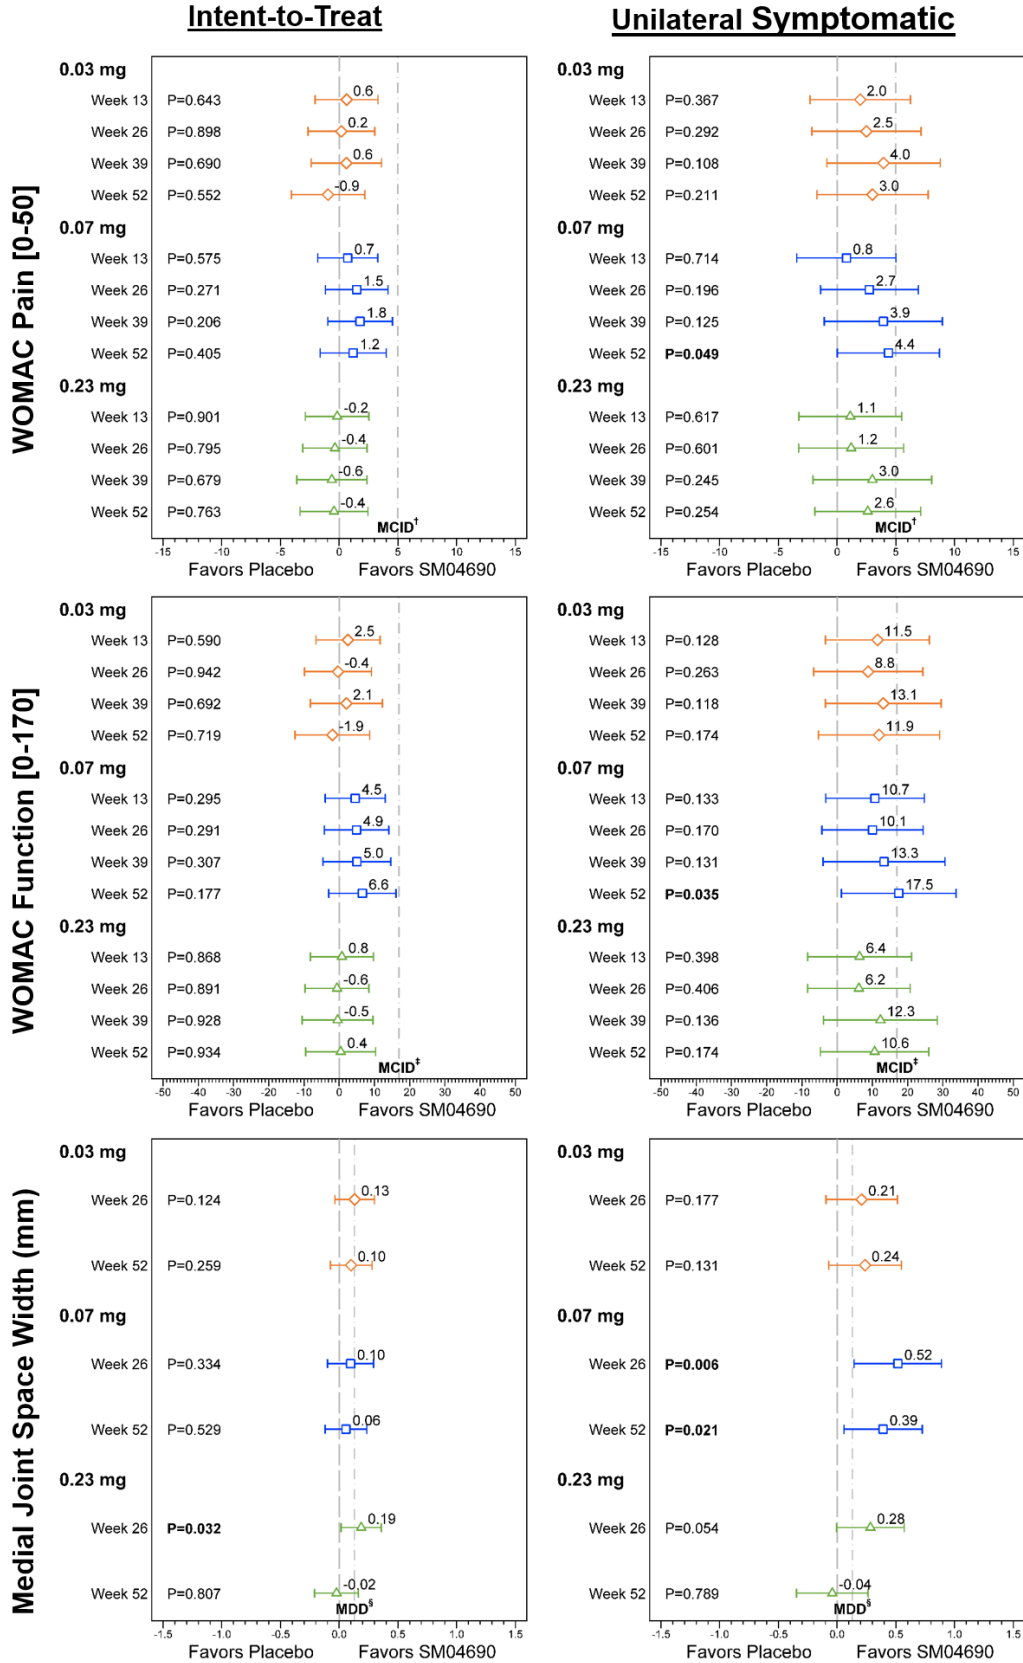 Intent-to-Treat
Unilateral Symptomatic
WOMAC Pain [0-50]
0.03 mg
Week 13 P=0.643 0.6
Week 26 P=0.898 0.2
Week 39 P=0.690 0.6
Week 52 P=0.552 -0.9
0.07 mg
Week 13 P=0.575 0.7
Week 26 P=0.271 1.5
Week 39 P=0.206 1.8
Week 52 P=0.405 1.2
0.23 mg
Week 13 P=0.901 -0.2
Week 26 P=0.795 -0.4
Week 39 P=0.679 -0.6
Week 52 P=0.763 -0.4
MCID†
-15 -10 -5 0 5 10 15
Favors Placebo Favors SM04690
0.03 mg
Week 13 P=0.367 2.0
Week 26 P=0.292 2.5
Week 39 P=0.108 4.0
Week 52 P=0.211 3.0
0.07 mg
Week 13 P=0.714 0.8
Week 26 P=0.196 2.7
Week 39 P=0.125 3.9
Week 52 P=0.049 4.4
0.23 mg
Week 13 P=0.617 1.1
Week 26 P=0.601 1.2
Week 39 P=0.245 3.0
Week 52 P=0.254 2.6
MCID†
-15 -10 -5 0 5 10 15
Favors Placebo Favors SM04690
WOMAC Function [0-170]
0.03 mg
Week 13 P=0.590 2.5
Week 26 P=0.942 -0.4
Week 39 P=0.692 2.1
Week 52 P=0.719 -1.9
0.07 mg
Week 13 P=0.295 4.5
Week 26 P=0.291 4.9
Week 39 P=0.307 5.0
Week 52 P=0.177 6.6
0.23 mg
Week 13 P=0.868 0.8
Week 26 P=0.891 -0.6
Week 39 P=0.928 -0.5
Week 52 P=0.934 0.4
MCID‡
-50 -40 -30 -20 -10 0 10 20 30 40 50
Favors Placebo Favors SM04690
0.03 mg
Week 13 P=0.128 11.5
Week 26 P=0.263 8.8
Week 39 P=0.118 13.1
Week 52 P=0.174 11.9
0.07 mg
Week 13 P=0.133 10.7
Week 26 P=0.170 10.1
Week 39 P=0.131 13.3
Week 52 P=0.035 17.5
0.23 mg
Week 13 P=0.398 6.4
Week 26 P=0.406 6.2
Week 39 P=0.136 12.3
Week 52 P=0.174 10.6
MCID‡
-50 -40 -30 -20 -10 0 10 20 30 40 50
Favors Placebo Favors SM04690
Medial Joint Space Width (mm)
0.03 mg
Week 26 P=0.124 0.13
Week 52 P=0.259 0.10
0.07 mg
Week 26 P=0.334 0.10
Week 52 P=0.529 0.06
0.23 mg
Week 26 P=0.032 0.19
Week 52 P=0.807 -0.02
MDD§
-1.5 -1.0 -0.5 0.0 0.5 1.0 1.5
Favors Placebo Favors SM04690
0.03 mg
Week 26 P=0.177 0.21
Week 52 P=0.131 0.24
0.07 mg
Week 26 P=0.006 0.52
Week 52 P=0.021 0.39
0.23 mg
Week 26 P=0.054 0.28
Week 52 P=0.789 -0.04
MDD§
-1.5 -1.0 -0.5 0.0 0.5 1.0 1.5
Favors Placebo Favors SM04690